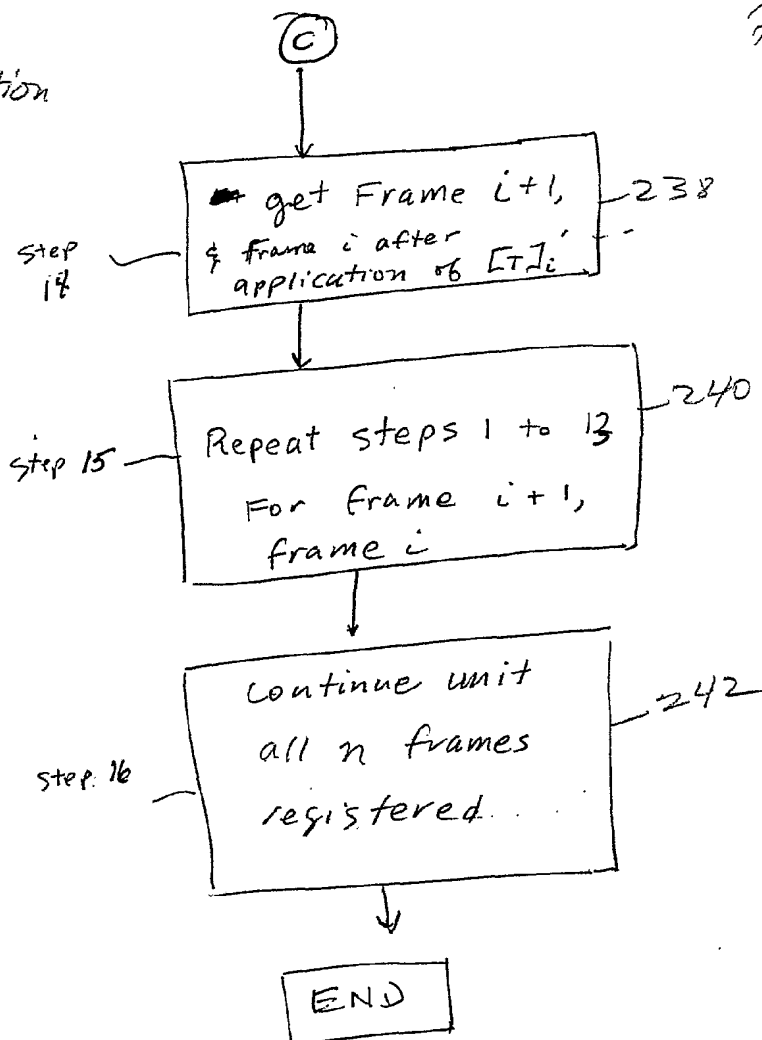 C
tion
get Frame i+1,
& frame i after
application of [T]i'
238
step
14
Repeat steps 1 to 13
For frame i+1,
frame i
240
step 15
continue unit
all n frames
registered...
242
step. 16
END